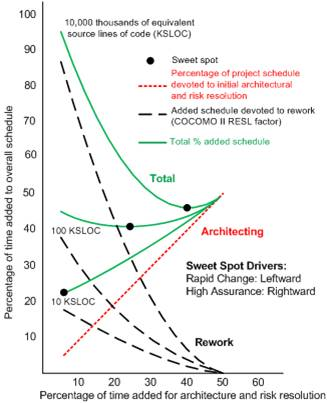 100
90
80
70
60
50
40
30
20
10
Percentage of time added to overall schedule
10,000 thousands of equivalent
source lines of code (KSLOC)
Sweet spot
Percentage of project schedule
devoted to initial architectural
and risk resolution
Added schedule devoted to rework
(COCOMO II RESL factor)
Total % added schedule
Total
100 KSLOC
Architecting
Sweet Spot Drivers:
Rapid Change: Leftward
High Assurance: Rightward
10 KSLOC
Rework
10 20 30 40 50 60
Percentage of time added for architecture and risk resolution